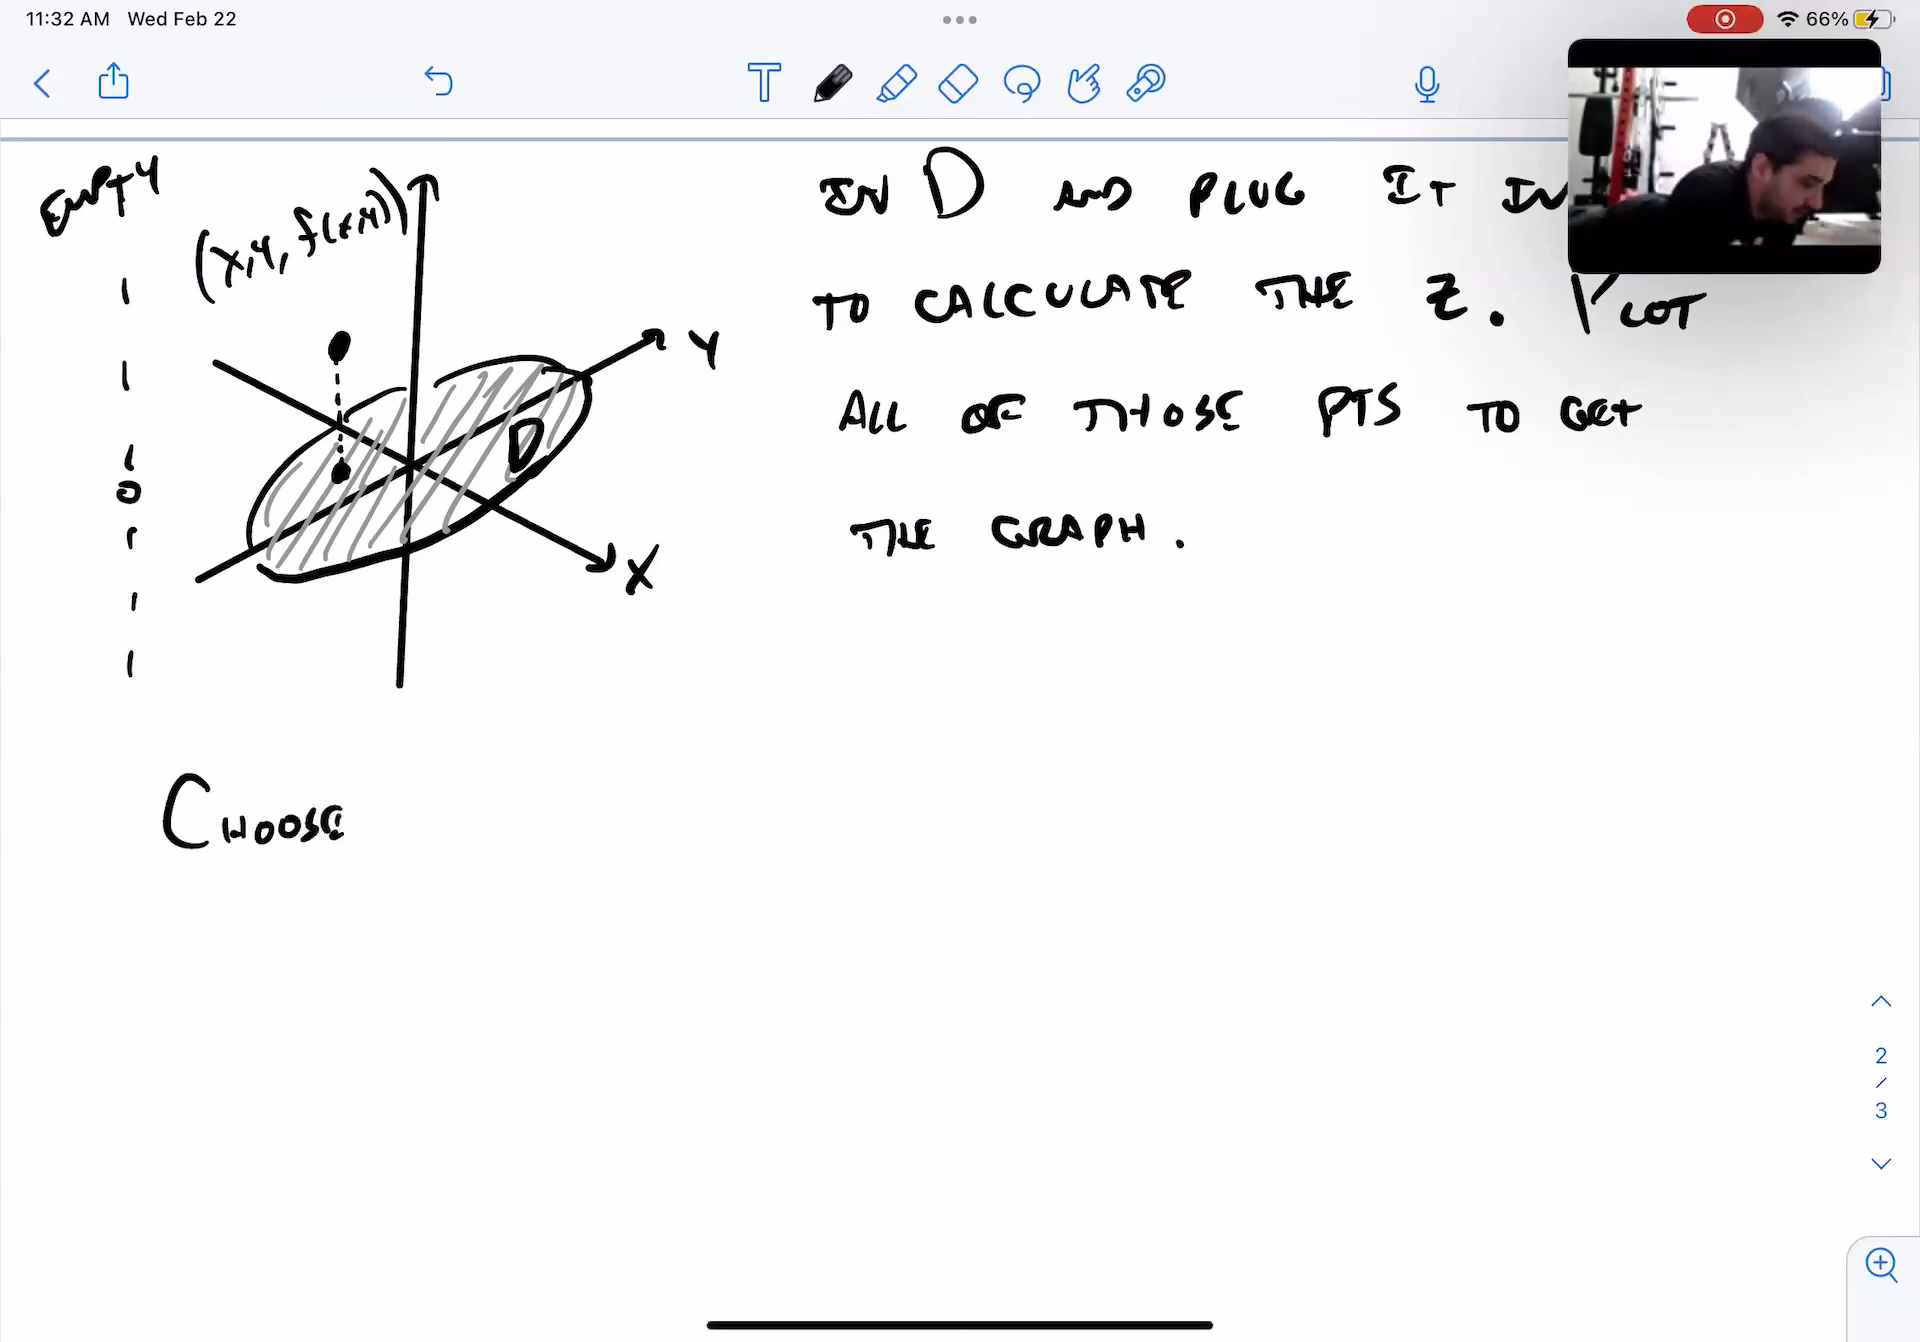 11:32 AM Wed Feb 22
66%
T
EMPTY
(x,y, f(x,y))
Y
D
X
IN D AND PLUG IT IN
TO CALCULATE THE Z. PLOT
ALL OF THOSE PTS TO GET
THE GRAPH.
CHOOSE
2
/
3